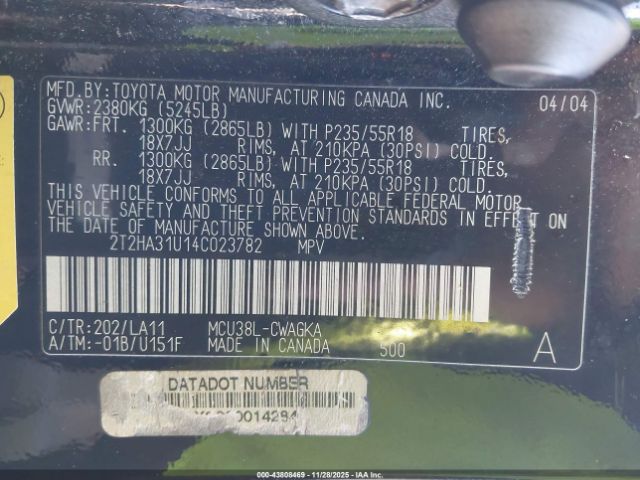 MFD.BY:TOYOTA MOTOR MANUFACTURING CANADA INC. 04/04
GVWR:2380KG (5245LB)
GAWR:FRT. 1300KG (2865LB) WITH P235/55R18 TIRES,
18X7JJ RIMS, AT 210KPA (30PSI) COLD.
RR. 1300KG (2865LB) WITH P235/55R18 TIRES,
18X7JJ RIMS, AT 210KPA (30PSI) COLD.
THIS VEHICLE CONFORMS TO ALL APPLICABLE FEDERAL MOTOR
VEHICLE SAFETY AND THEFT PREVENTION STANDARDS IN EFFECT ON
THE DATE OF MANUFACTURE SHOWN ABOVE.
2T2HA31U14C023782 MPV
C/TR:202/LA11 MCU38L-CWAGKA
A/TM:-01B/U151F MADE IN CANADA 500 A
DATADOT NUMBER
000-43808469 | 11/28/2025 | IAA, Inc.